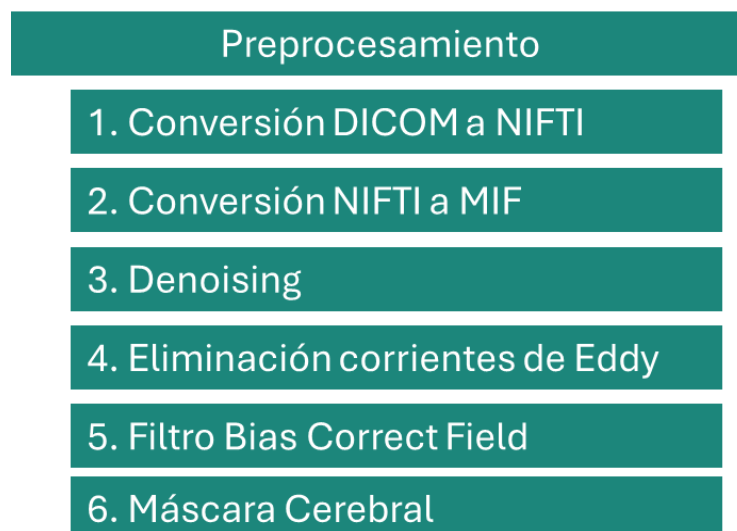 Preprocesamiento
1. Conversión DICOM a NIFTI
2. Conversión NIFTI a MIF
3. Denoising
4. Eliminación corrientes de Eddy
5. Filtro Bias Correct Field
6. Máscara Cerebral